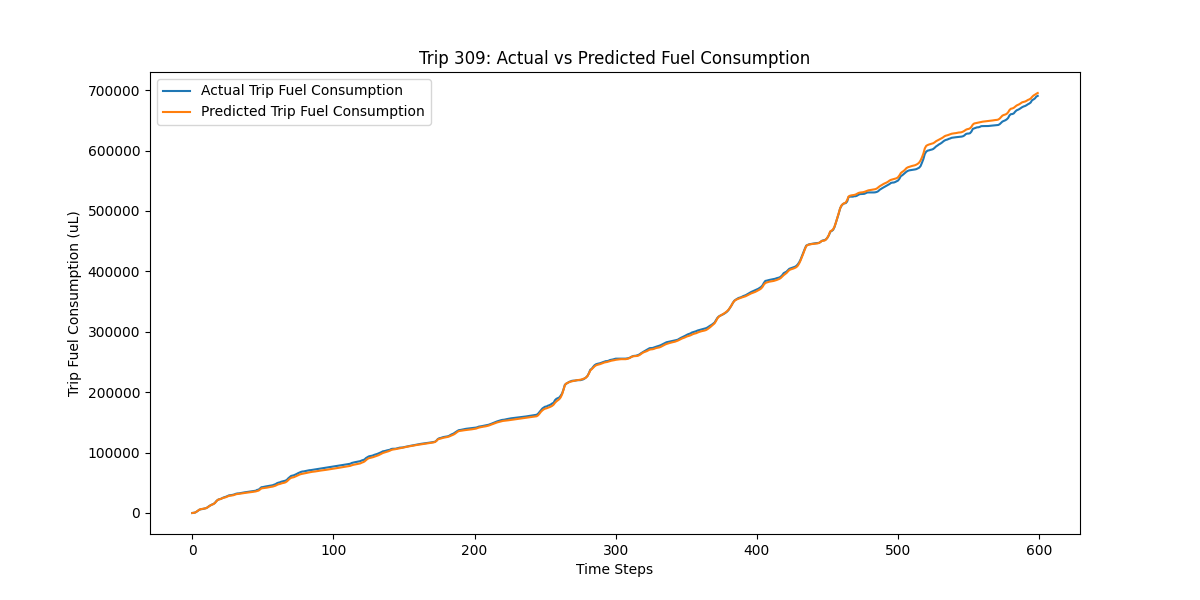 Trip 309: Actual vs Predicted Fuel Consumption
Actual Trip Fuel Consumption
Predicted Trip Fuel Consumption
Trip Fuel Consumption (uL)
700000
600000
500000
400000
300000
200000
100000
0
0 100 200 300 400 500 600
Time Steps